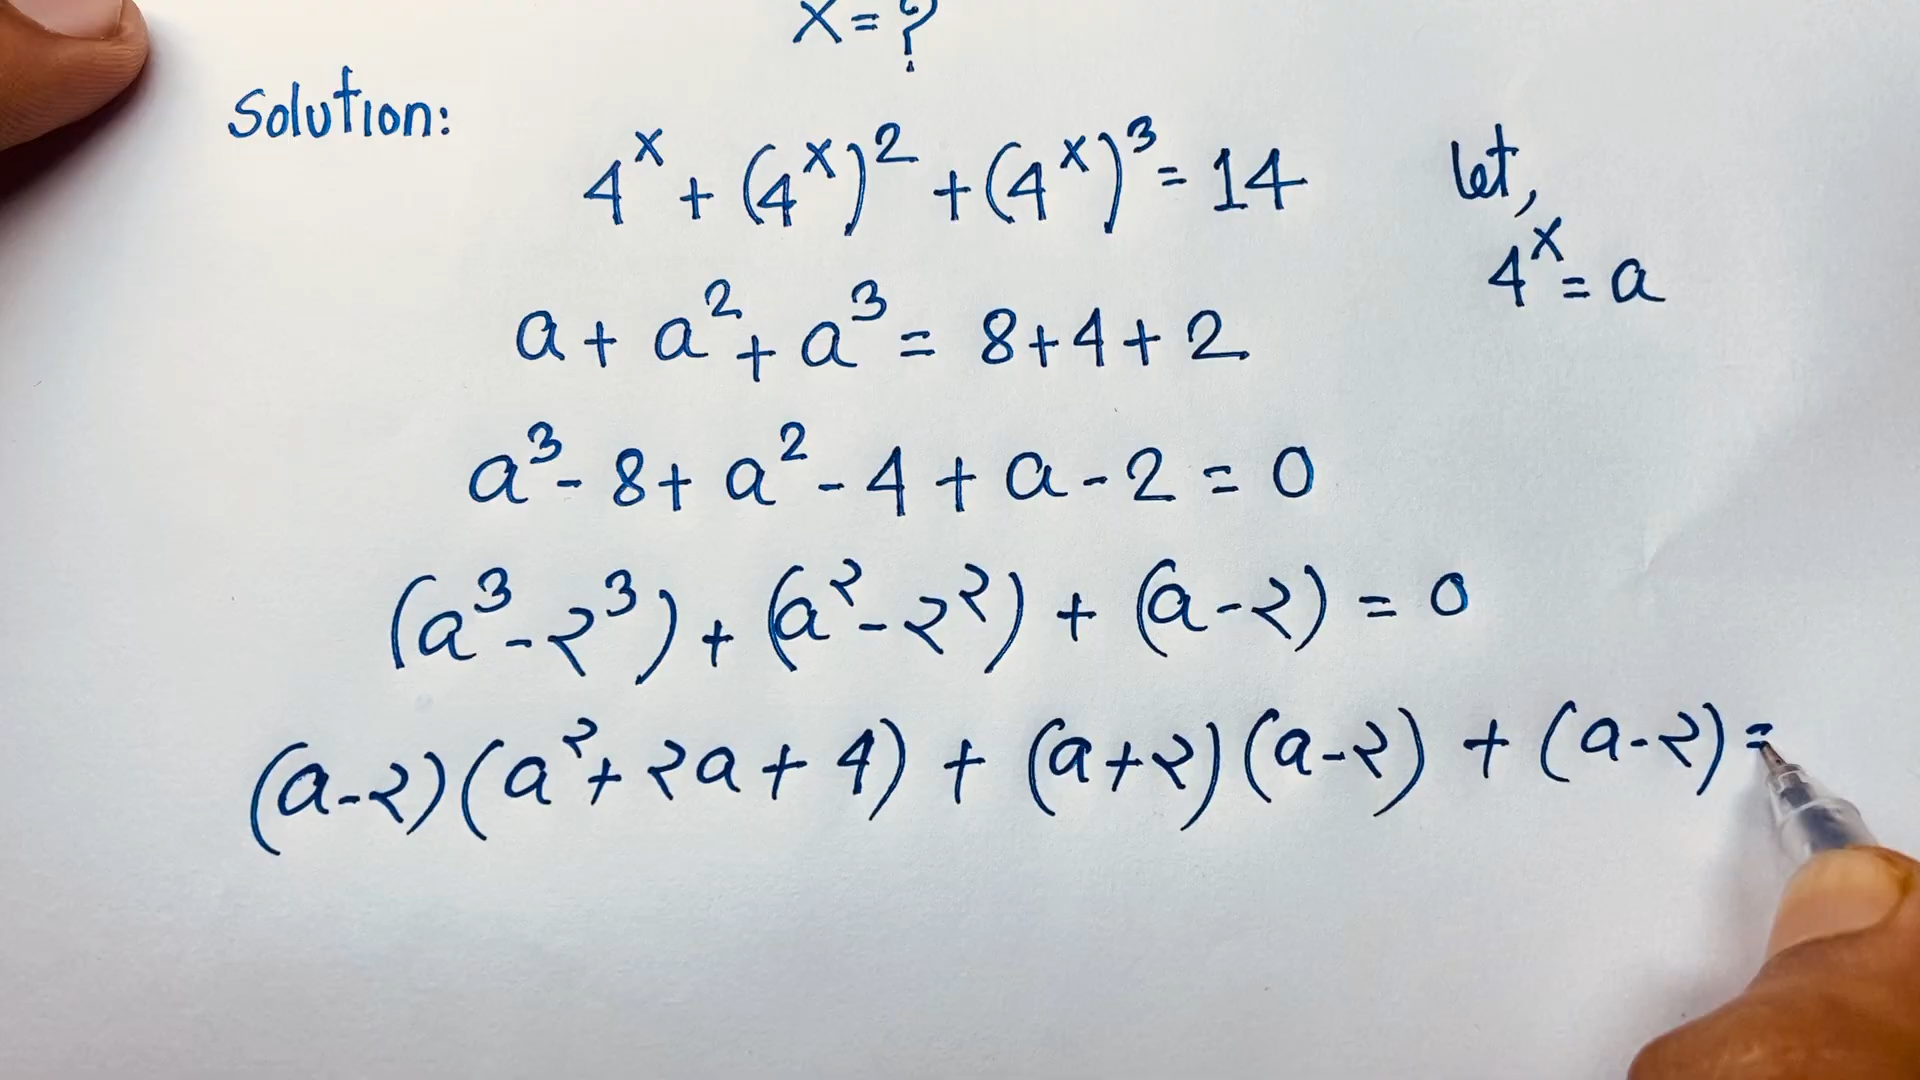 x = ?
Solution:
4^x + (4^x)^2 + (4^x)^3 = 14
let,
4^x = a
a + a^2 + a^3 = 8 + 4 + 2
a^3 - 8 + a^2 - 4 + a - 2 = 0
(a^3 - 2^3) + (a^2 - 2^2) + (a - 2) = 0
(a - 2)(a^2 + 2a + 4) + (a + 2)(a - 2) + (a - 2) =